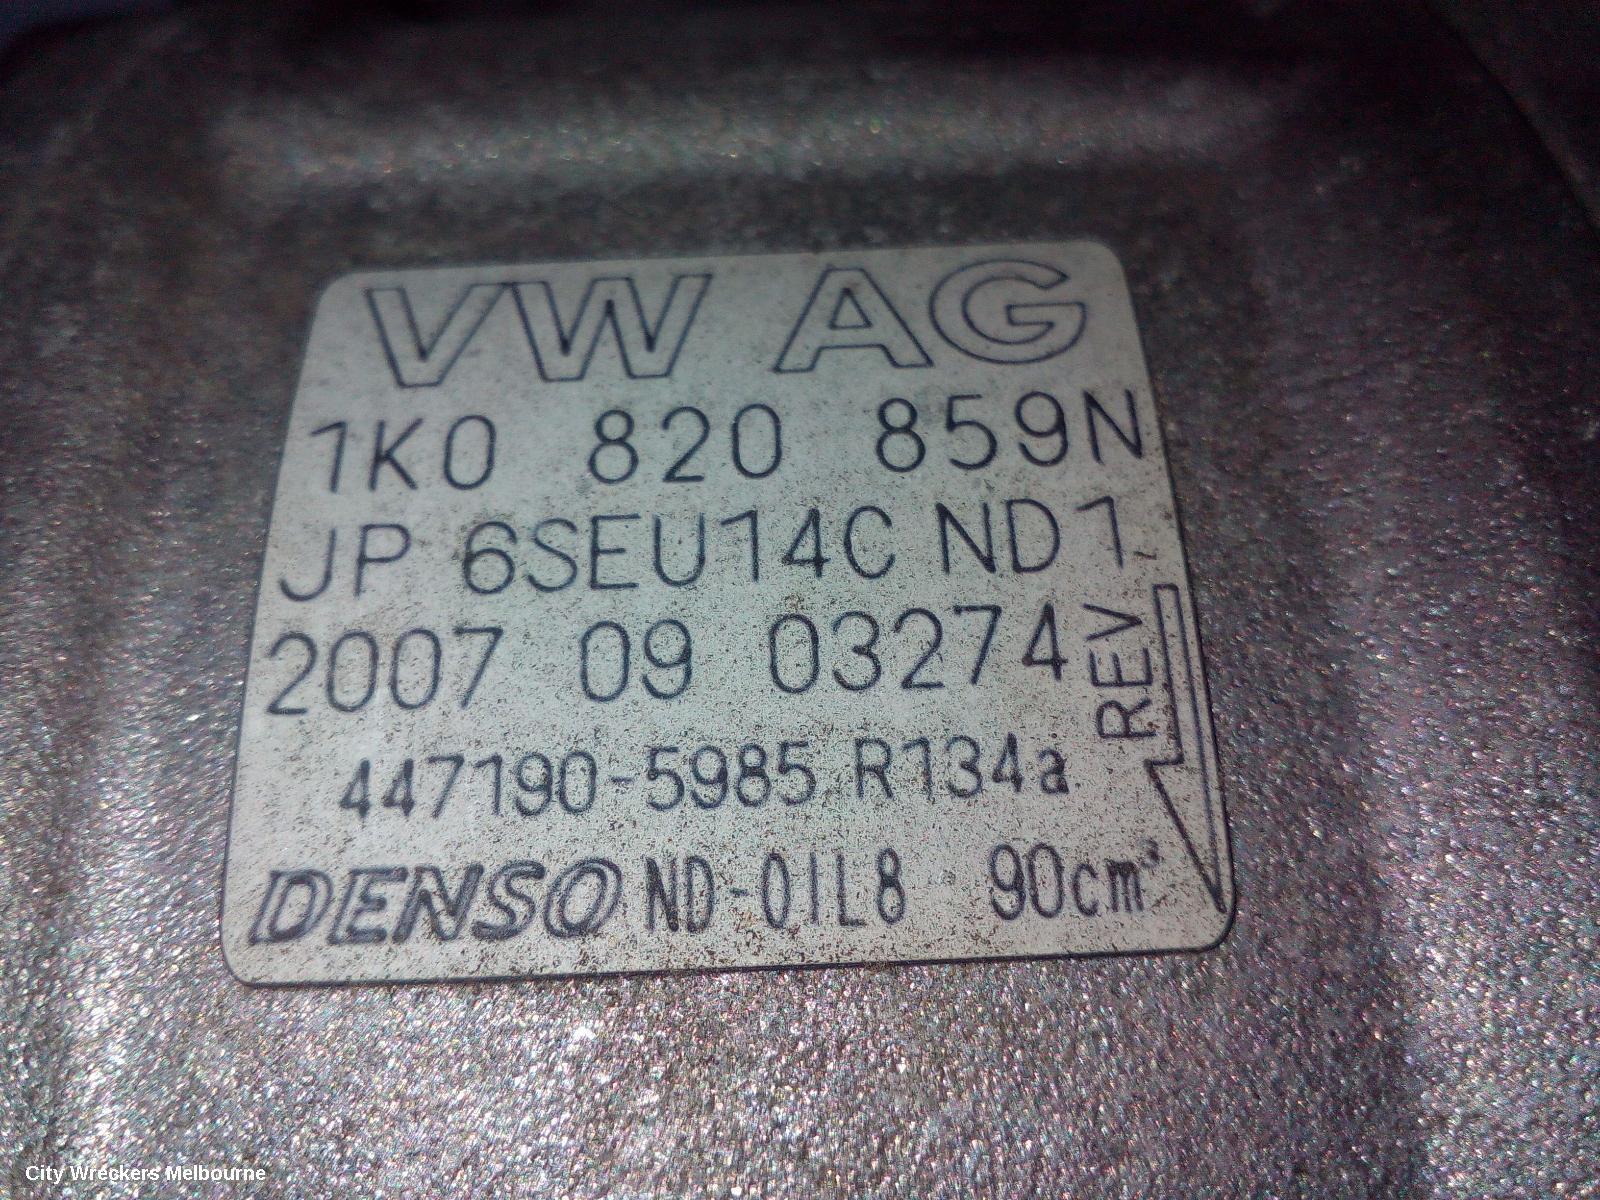 VW AG
1K0 820 859N
JP 6SEU14C ND1
2007 09 03274
REV
447190-5985 R134a
DENSO ND-OIL8 90cm³
City Wreckers Melbourne